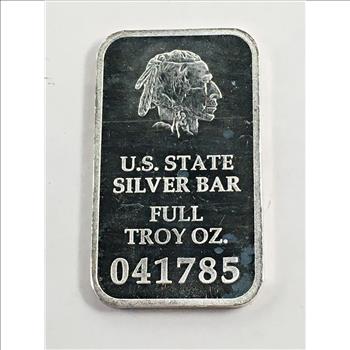 U.S. STATE
SILVER BAR
FULL
TROY OZ.
041785